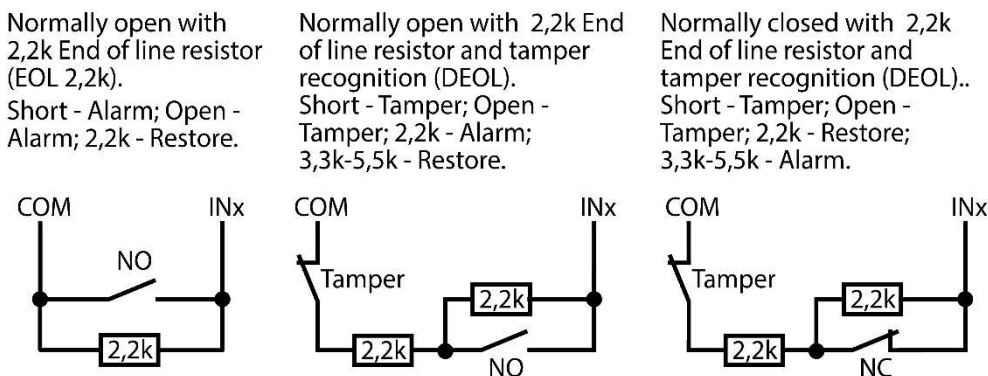 Normally open with
2,2k End of line resistor
(EOL 2,2k).
Short - Alarm; Open -
Alarm; 2,2k - Restore.
COM
INx
NO
2,2k
Normally open with  2,2k End
of line resistor and tamper
recognition (DEOL).
Short - Tamper; Open -
Tamper; 2,2k - Alarm;
3,3k-5,5k - Restore.
COM
INx
Tamper
2,2k
2,2k
NO
Normally closed with  2,2k
End of line resistor and
tamper recognition (DEOL)..
Short - Tamper; Open -
Tamper; 2,2k - Restore;
3,3k-5,5k - Alarm.
COM
INx
Tamper
2,2k
2,2k
NC